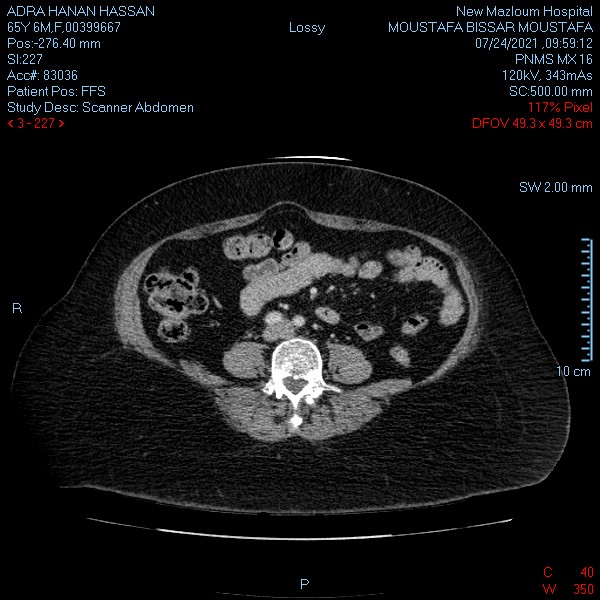 ADRA HANAN HASSAN
65Y 6M,F,00399667
Pos:-276.40 mm
SI:227
Acc#: 83036
Patient Pos: FFS
Study Desc: Scanner Abdomen
< 3 - 227 >
Lossy
New Mazloum Hospital
MOUSTAFA BISSAR MOUSTAFA
07/24/2021 ,09:59:12
PNMS MX 16
120kV, 343mAs
SC:500.00 mm
117% Pixel
DFOV 49.3 x 49.3 cm
SW 2.00 mm
R
10 cm
P
C 40
W 350